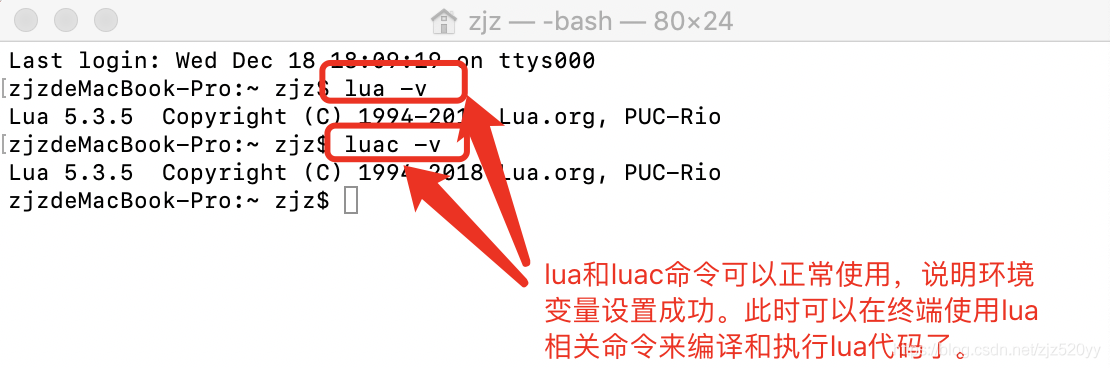 zjz — -bash — 80×24
Last login: Wed Dec 18 18:09:19 on ttys000
[zjzdeMacBook-Pro:~ zjz$ lua -v
Lua 5.3.5  Copyright (C) 1994-201 Lua.org, PUC-Rio
[zjzdeMacBook-Pro:~ zjz$ luac -v
Lua 5.3.5  Copyright (C) 1994-2018 Lua.org, PUC-Rio
zjzdeMacBook-Pro:~ zjz$
lua和luac命令可以正常使用，说明环境
变量设置成功。此时可以在终端使用lua
相关命令来编译和执行lua代码了。
https://blog.csdn.net/zjz520yy